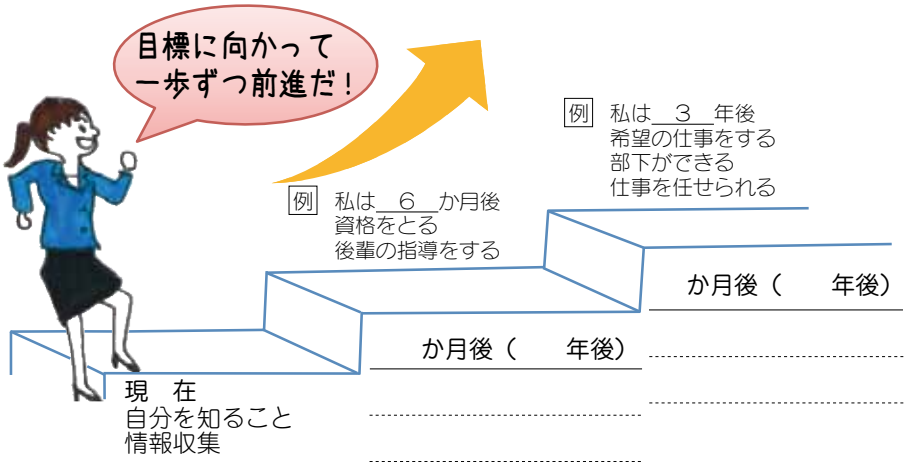 目標に向かって
一歩ずつ前進だ!
例 私は 3 年後
希望の仕事をする
部下ができる
仕事を任せられる
例 私は 6 か月後
資格をとる
後輩の指導をする
か月後( 年後)
か月後( 年後)
現 在
自分を知ること
情報収集